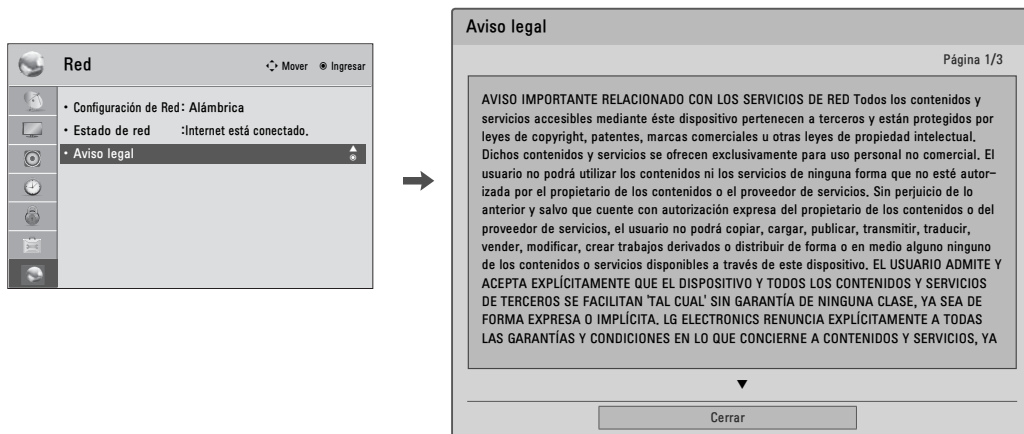 Red
Mover Ingresar
• Configuración de Red: Alámbrica
• Estado de red :Internet está conectado.
• Aviso legal
Aviso legal
Página 1/3
AVISO IMPORTANTE RELACIONADO CON LOS SERVICIOS DE RED Todos los contenidos y
servicios accesibles mediante éste dispositivo pertenecen a terceros y están protegidos por
leyes de copyright, patentes, marcas comerciales u otras leyes de propiedad intelectual.
Dichos contenidos y servicios se ofrecen exclusivamente para uso personal no comercial. El
usuario no podrá utilizar los contenidos ni los servicios de ninguna forma que no esté autor-
izada por el propietario de los contenidos o el proveedor de servicios. Sin perjuicio de lo
anterior y salvo que cuente con autorización expresa del propietario de los contenidos o del
proveedor de servicios, el usuario no podrá copiar, cargar, publicar, transmitir, traducir,
vender, modificar, crear trabajos derivados o distribuir de forma o en medio alguno ninguno
de los contenidos o servicios disponibles a través de este dispositivo. EL USUARIO ADMITE Y
ACEPTA EXPLÍCITAMENTE QUE EL DISPOSITIVO Y TODOS LOS CONTENIDOS Y SERVICIOS
DE TERCEROS SE FACILITAN 'TAL CUAL' SIN GARANTÍA DE NINGUNA CLASE, YA SEA DE
FORMA EXPRESA O IMPLÍCITA. LG ELECTRONICS RENUNCIA EXPLÍCITAMENTE A TODAS
LAS GARANTÍAS Y CONDICIONES EN LO QUE CONCIERNE A CONTENIDOS Y SERVICIOS, YA
Cerrar